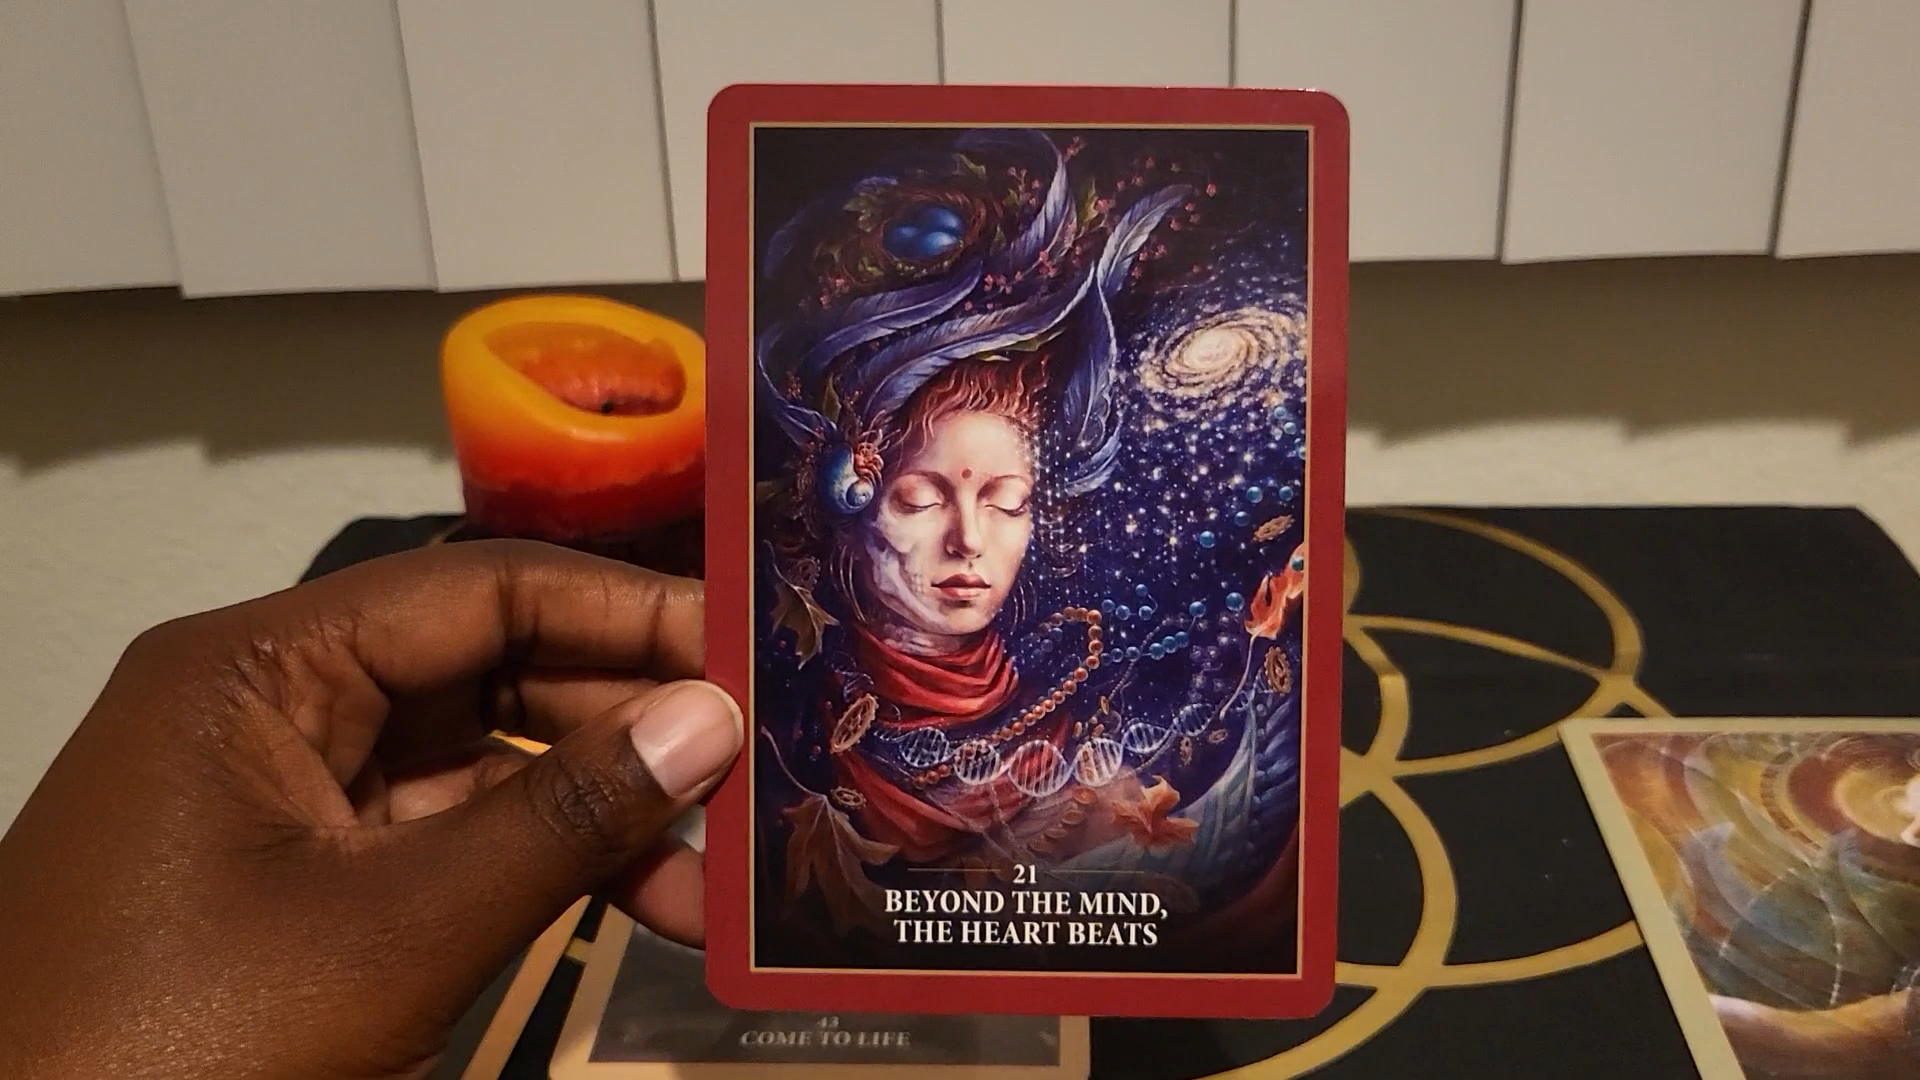 21
BEYOND THE MIND,
THE HEART BEATS
43
COME TO LIFE